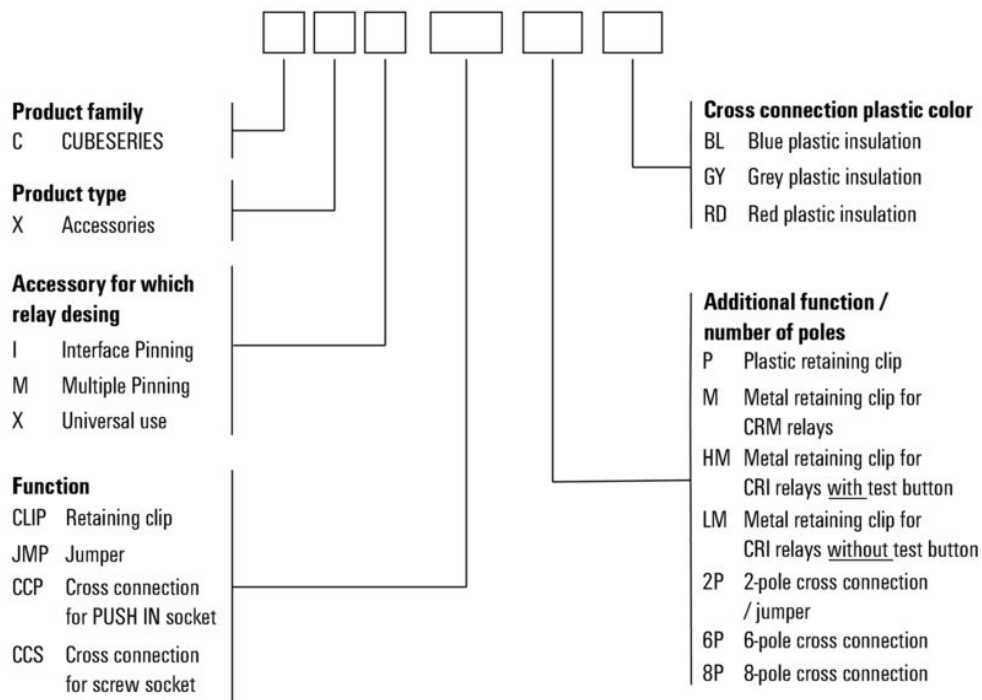 Product family
C CUBESERIES
Product type
X Accessories
Accessory for which
relay desing
I Interface Pinning
M Multiple Pinning
X Universal use
Function
CLIP Retaining clip
JMP Jumper
CCP Cross connection
for PUSH IN socket
CCS Cross connection
for screw socket
Cross connection plastic color
BL Blue plastic insulation
GY Grey plastic insulation
RD Red plastic insulation
Additional function /
number of poles
P Plastic retaining clip
M Metal retaining clip for
CRM relays
HM Metal retaining clip for
CRI relays with test button
LM Metal retaining clip for
CRI relays without test button
2P 2-pole cross connection
/ jumper
6P 6-pole cross connection
8P 8-pole cross connection